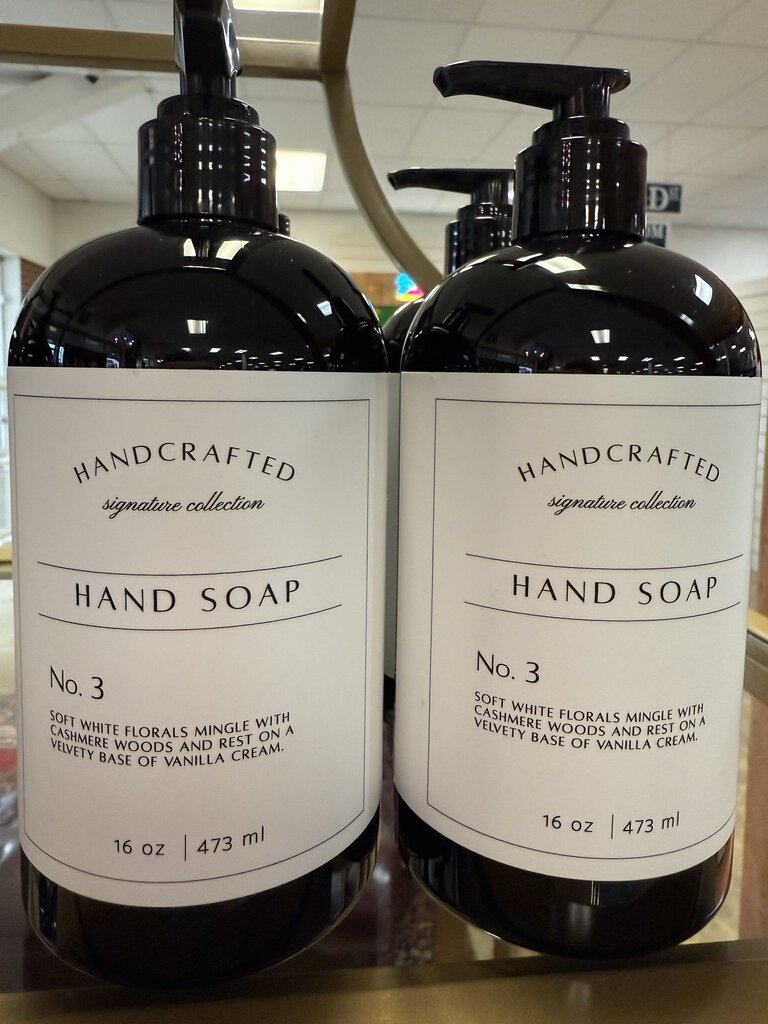 HANDCRAFTED
signature collection
HAND SOAP
No. 3
SOFT WHITE FLORALS MINGLE WITH
CASHMERE WOODS AND REST ON A
VELVETY BASE OF VANILLA CREAM.
16 oz | 473 ml
HANDCRAFTED
signature collection
HAND SOAP
No. 3
SOFT WHITE FLORALS MINGLE WITH
CASHMERE WOODS AND REST ON A
VELVETY BASE OF VANILLA CREAM.
16 oz | 473 ml